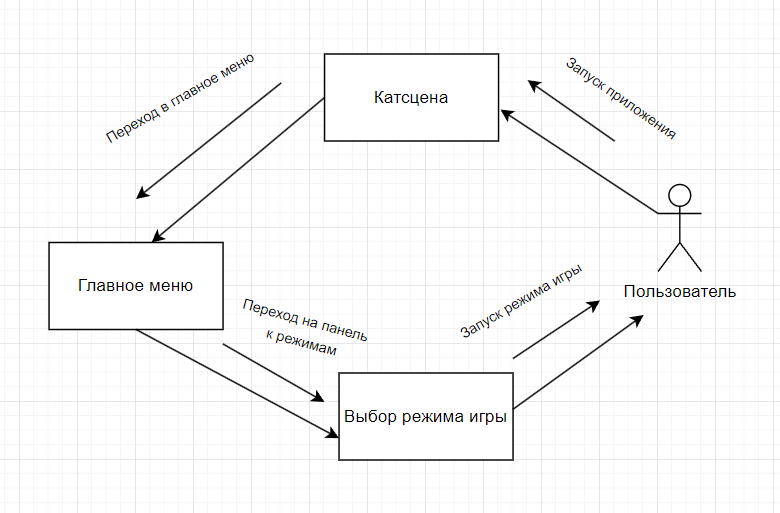 Катсцена
Запуск приложения
Переход в главное меню
Пользователь
Главное меню
Переход на панель
к режимам
Запуск режима игры
Выбор режима игры